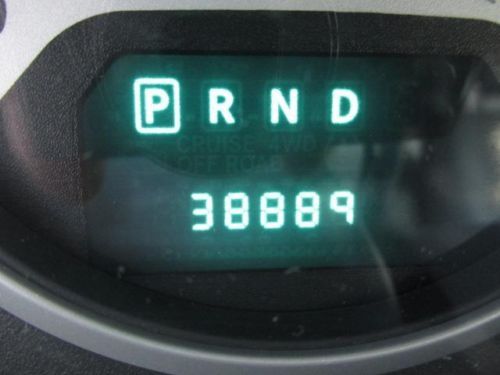 P R N D
CRUISE 4WD
OFF ROAD
38889